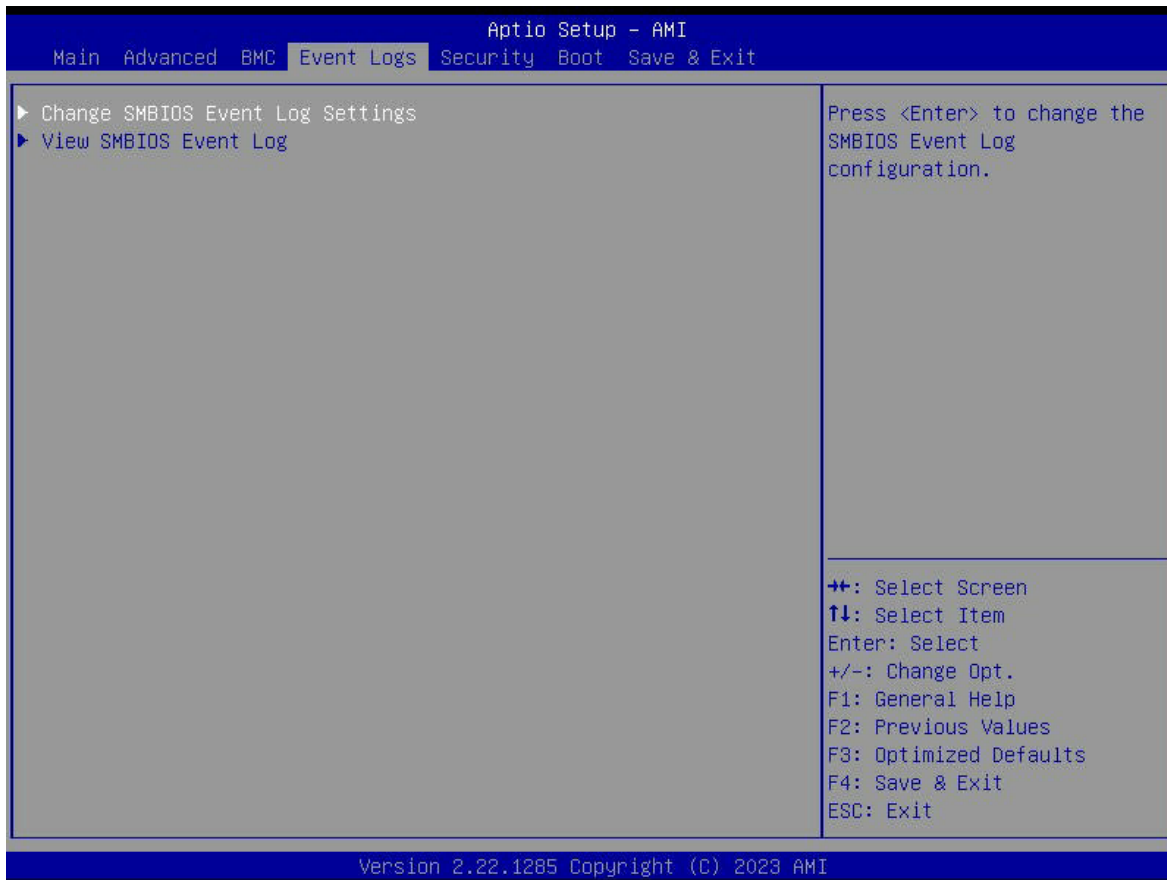 Aptio Setup – AMI
Main Advanced BMC Event Logs Security Boot Save & Exit
▶ Change SMBIOS Event Log Settings
▶ View SMBIOS Event Log
Press <Enter> to change the
SMBIOS Event Log
configuration.
→←: Select Screen
↑↓: Select Item
Enter: Select
+/-: Change Opt.
F1: General Help
F2: Previous Values
F3: Optimized Defaults
F4: Save & Exit
ESC: Exit
Version 2.22.1285 Copyright (C) 2023 AMI